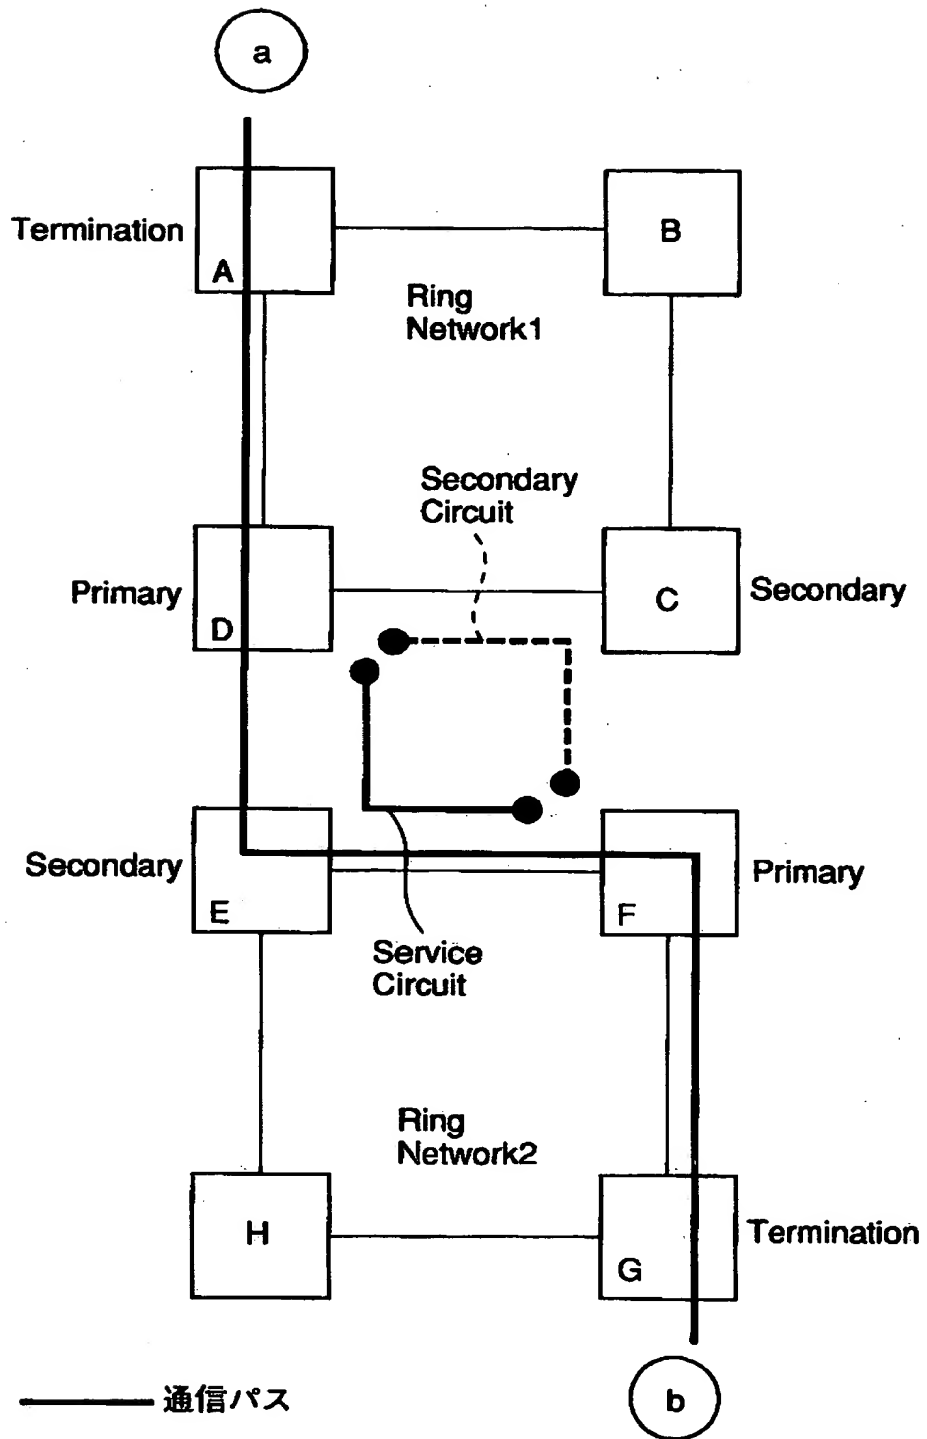 a
Termination
A
B
Ring
Network1
Secondary
Circuit
Primary
D
C
Secondary
Secondary
E
F
Primary
Service
Circuit
Ring
Network2
H
G
Termination
通信パス
b